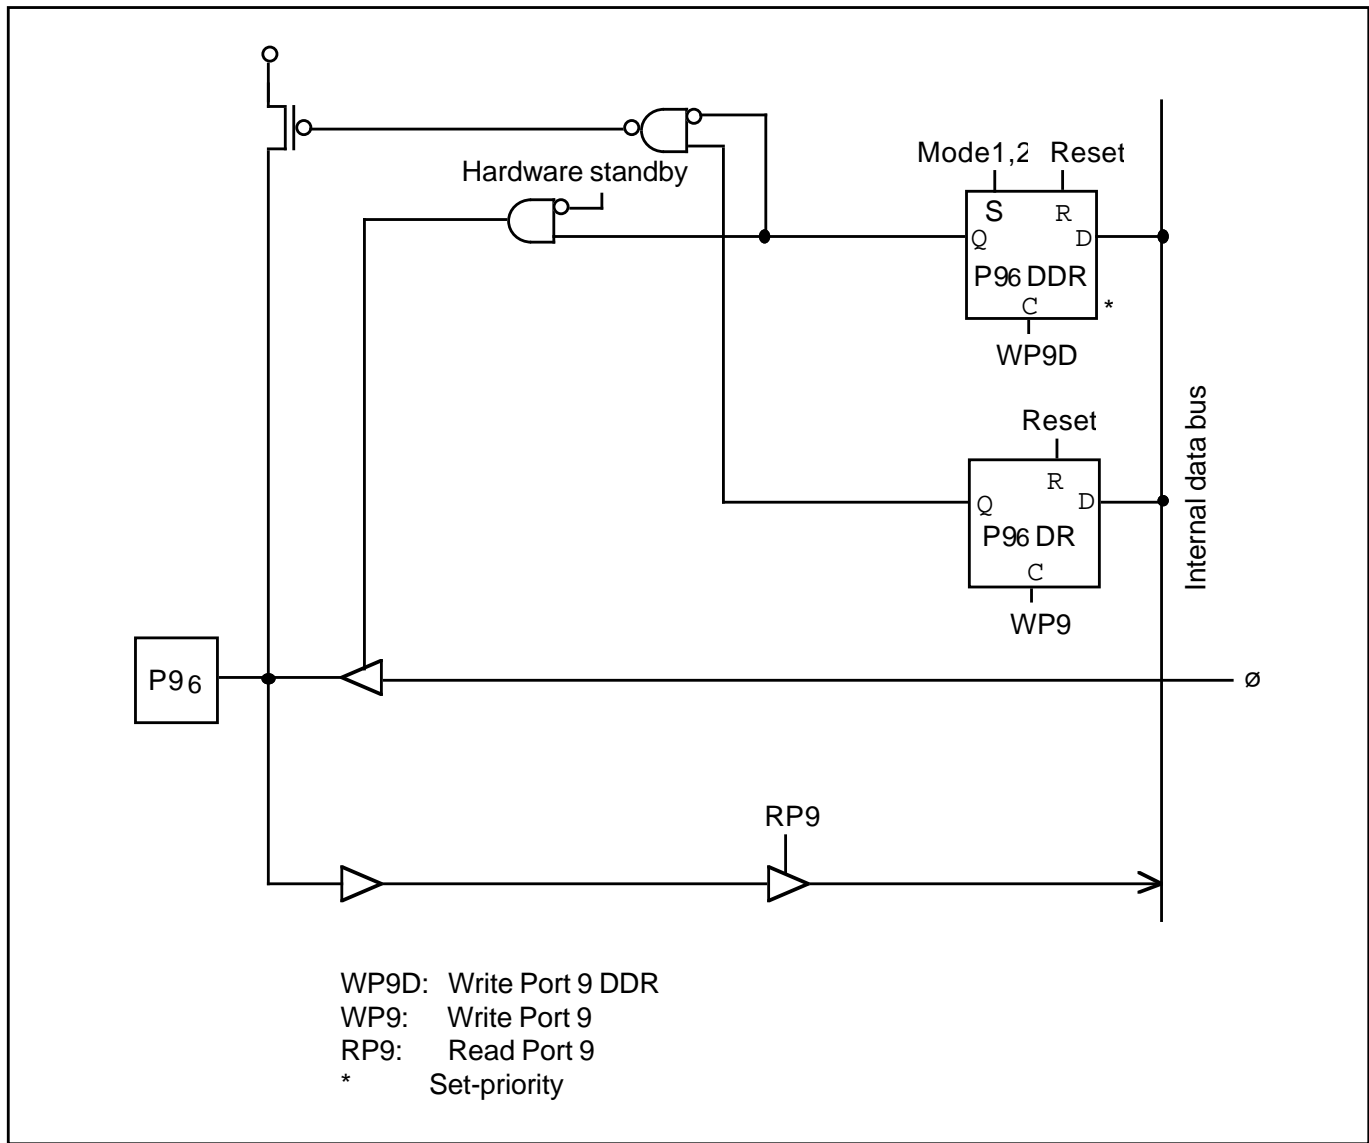 Mode1,2 Reset
Hardware standby
S R
Q D
P96 DDR
C *
WP9D
Reset
R
Q D
P96 DR
C
WP9
Internal data bus
P96
ø
RP9
WP9D: Write Port 9 DDR
WP9: Write Port 9
RP9: Read Port 9
* Set-priority